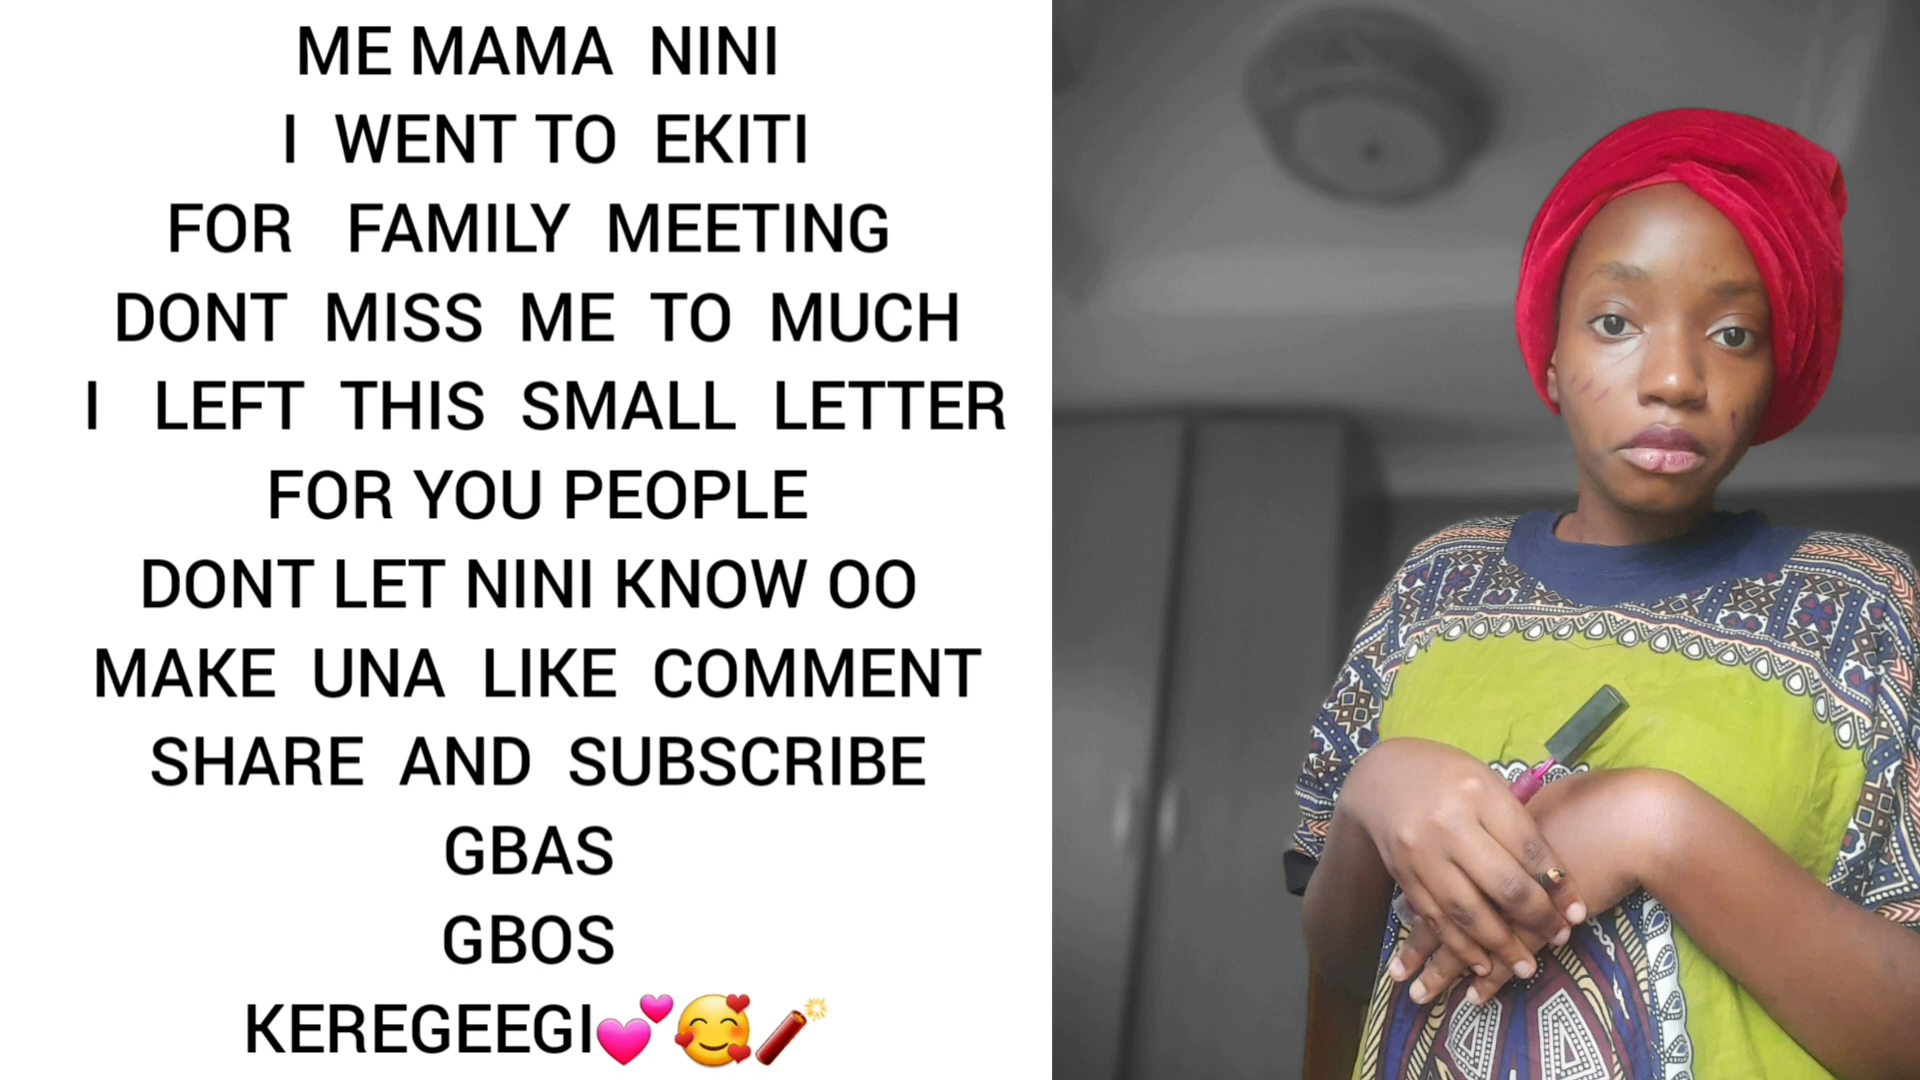 ME MAMA NINI
I WENT TO EKITI
FOR FAMILY MEETING
DONT MISS ME TO MUCH
I LEFT THIS SMALL LETTER
FOR YOU PEOPLE
DONT LET NINI KNOW OO
MAKE UNA LIKE COMMENT
SHARE AND SUBSCRIBE
GBAS
GBOS
KEREGEEGI💕🥰🧨